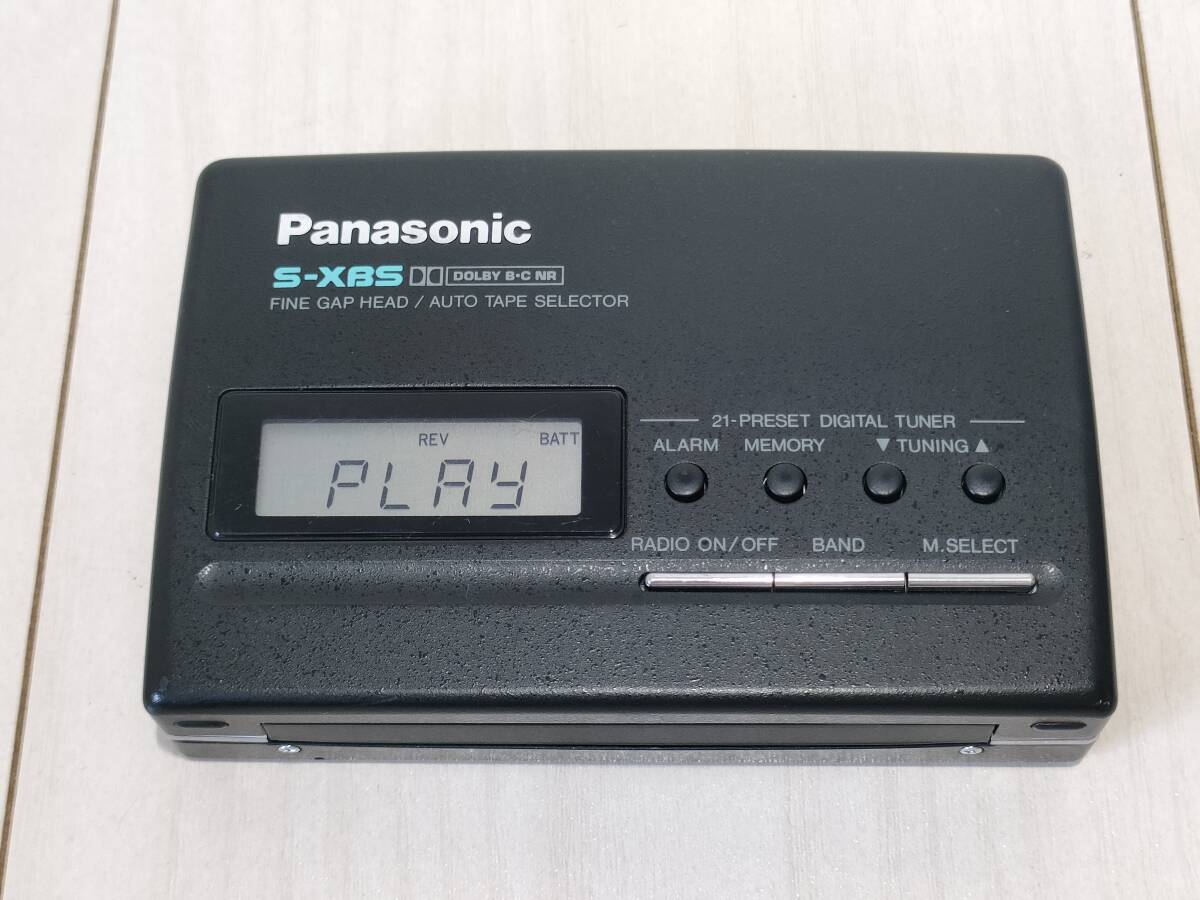 Panasonic
S-XBS DOLBY B·C NR
FINE GAP HEAD / AUTO TAPE SELECTOR
REV BATT
PLAY
21-PRESET DIGITAL TUNER
ALARM MEMORY ▼ TUNING ▲
RADIO ON/OFF BAND M.SELECT